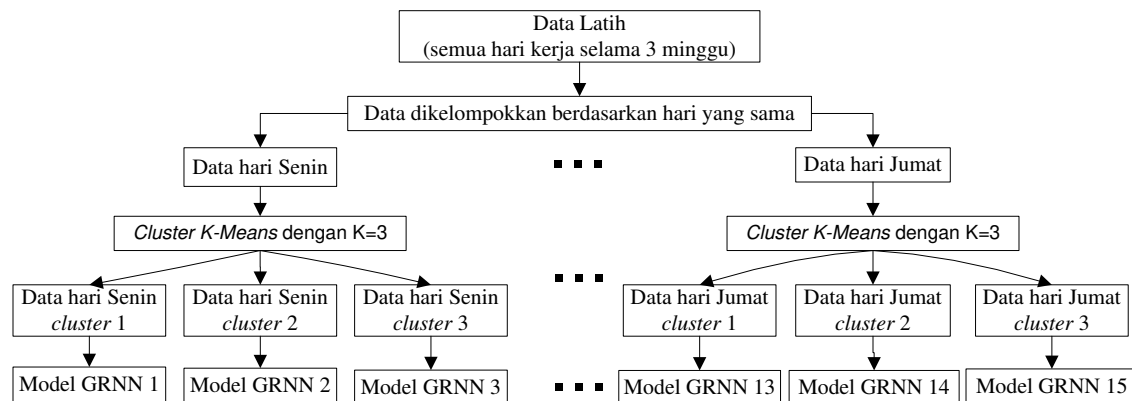 Data Latih
(semua hari kerja selama 3 minggu)
Data dikelompokkan berdasarkan hari yang sama
Data hari Senin
Data hari Jumat
Cluster K-Means dengan K=3
Cluster K-Means dengan K=3
Data hari Senin
cluster 1
Data hari Senin
cluster 2
Data hari Senin
cluster 3
Data hari Jumat
cluster 1
Data hari Jumat
cluster 2
Data hari Jumat
cluster 3
Model GRNN 1
Model GRNN 2
Model GRNN 3
Model GRNN 13
Model GRNN 14
Model GRNN 15